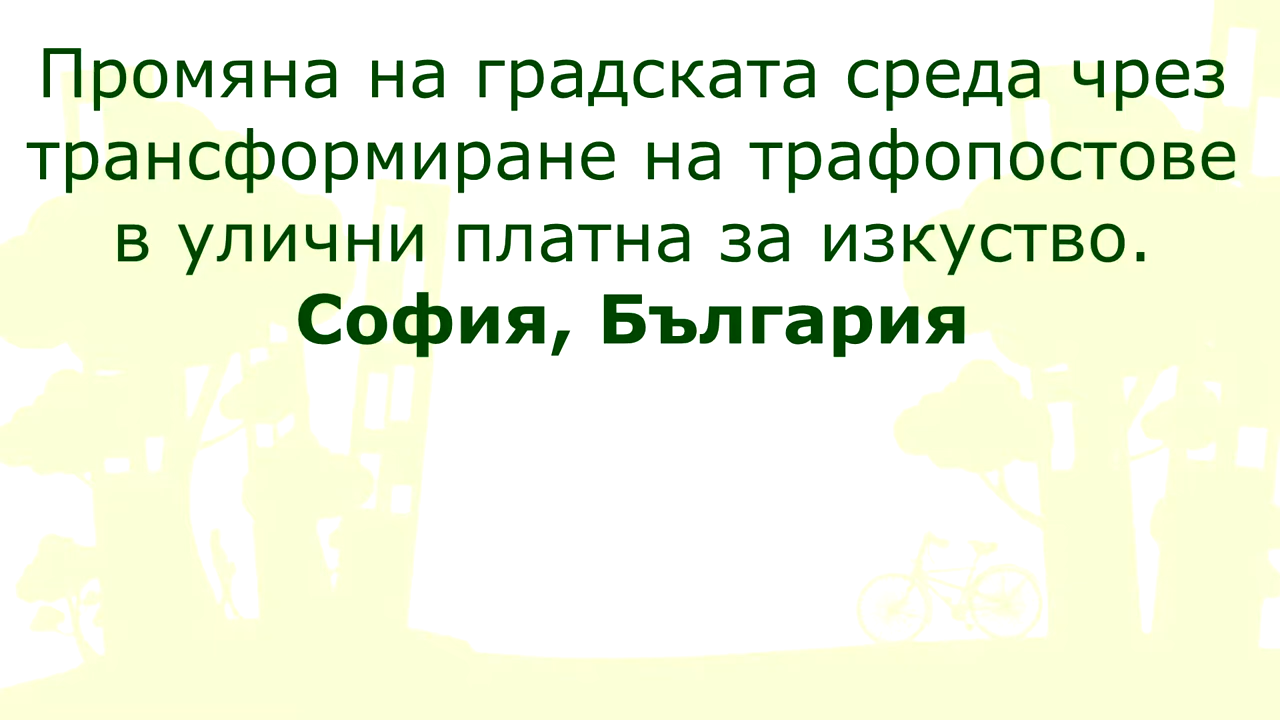 Промяна на градската среда чрез
трансформиране на трафопостове
в улични платна за изкуство.
София, България